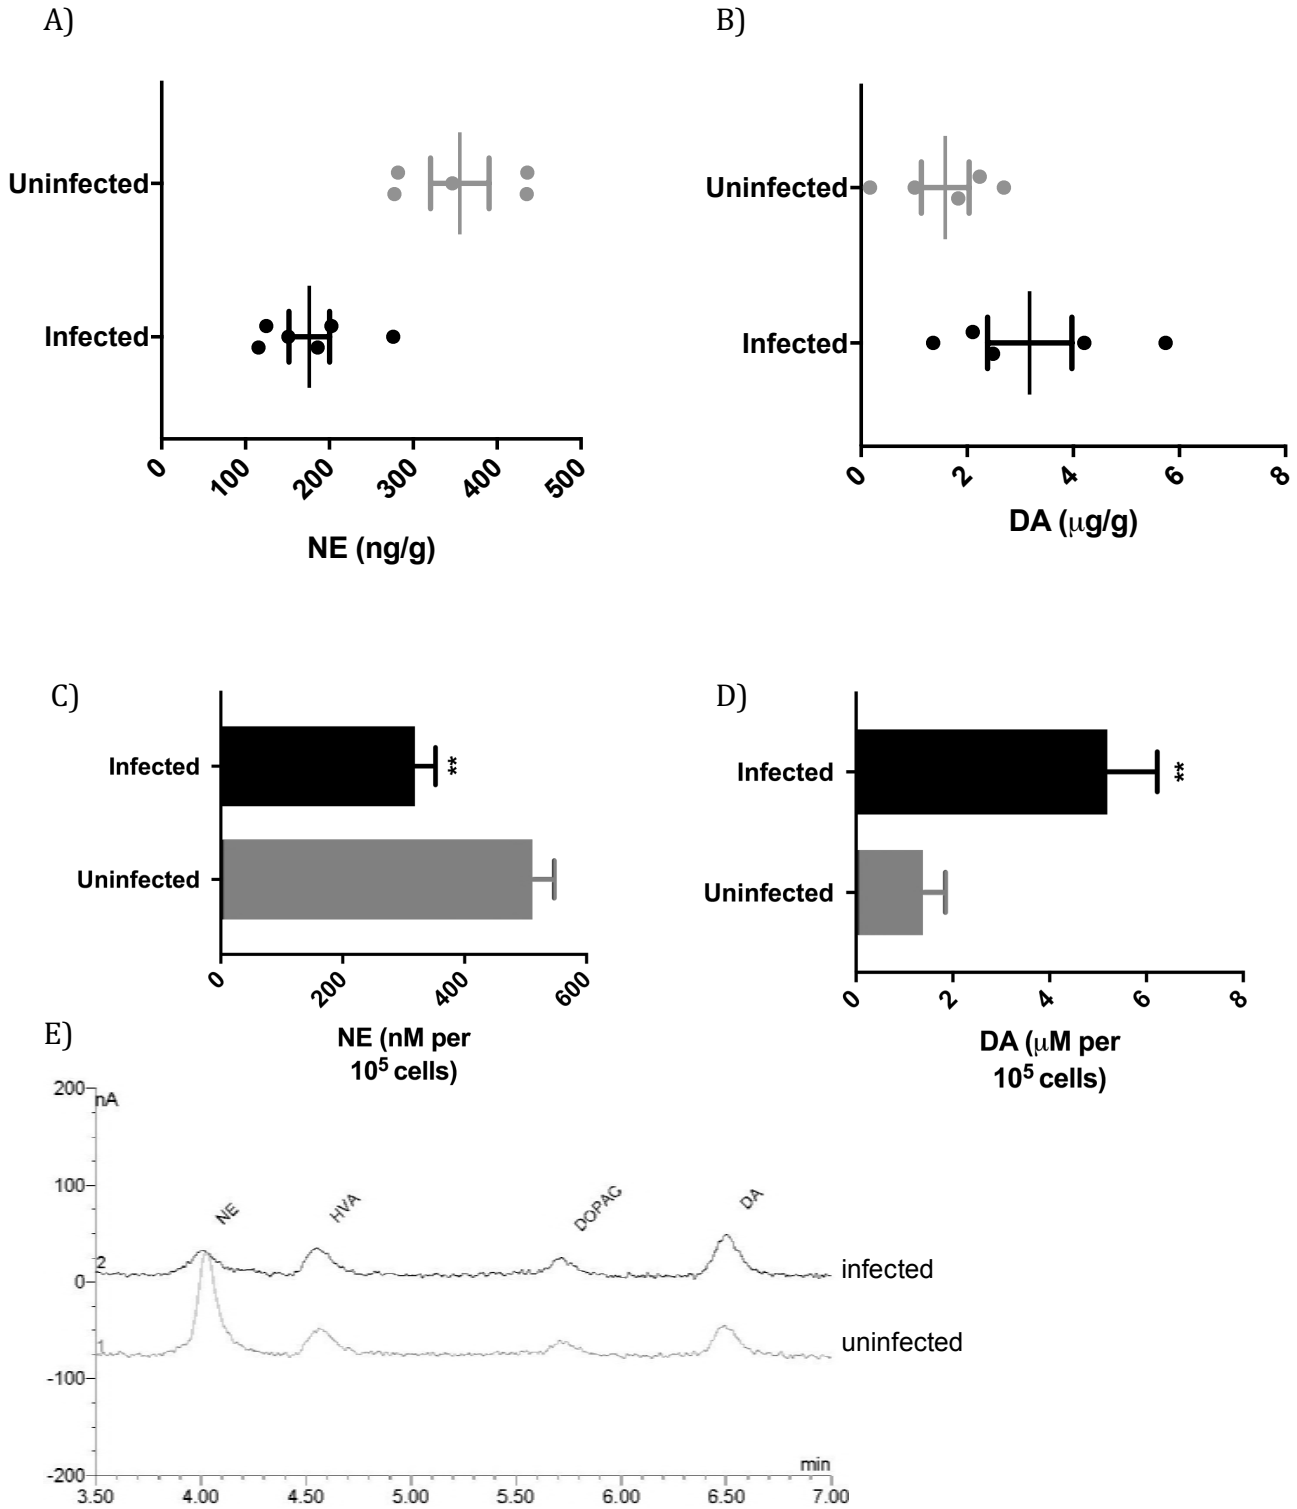 A)
Uninfected
Infected
0 100 200 300 400 500
NE (ng/g)
B)
Uninfected
Infected
0 2 4 6 8
DA (μg/g)
C)
Infected
**
Uninfected
0 200 400 600
NE (nM per
10⁵ cells)
D)
Infected
**
Uninfected
0 2 4 6 8
DA (μM per
10⁵ cells)
E)
200
nA
100
0
-100
-200
NE
HVA
DOPAG
DA
2
infected
1
uninfected
min
3.50 4.00 4.50 5.00 5.50 6.00 6.50 7.00